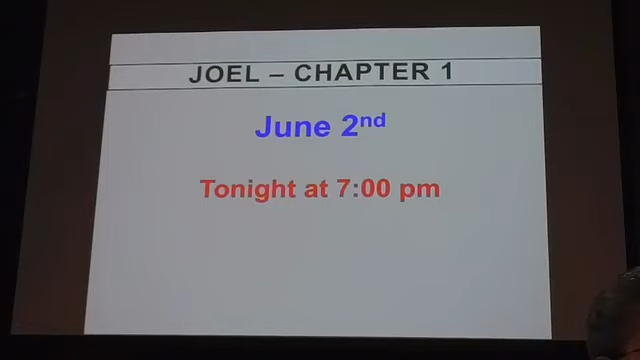 JOEL – CHAPTER 1
June 2nd
Tonight at 7:00 pm